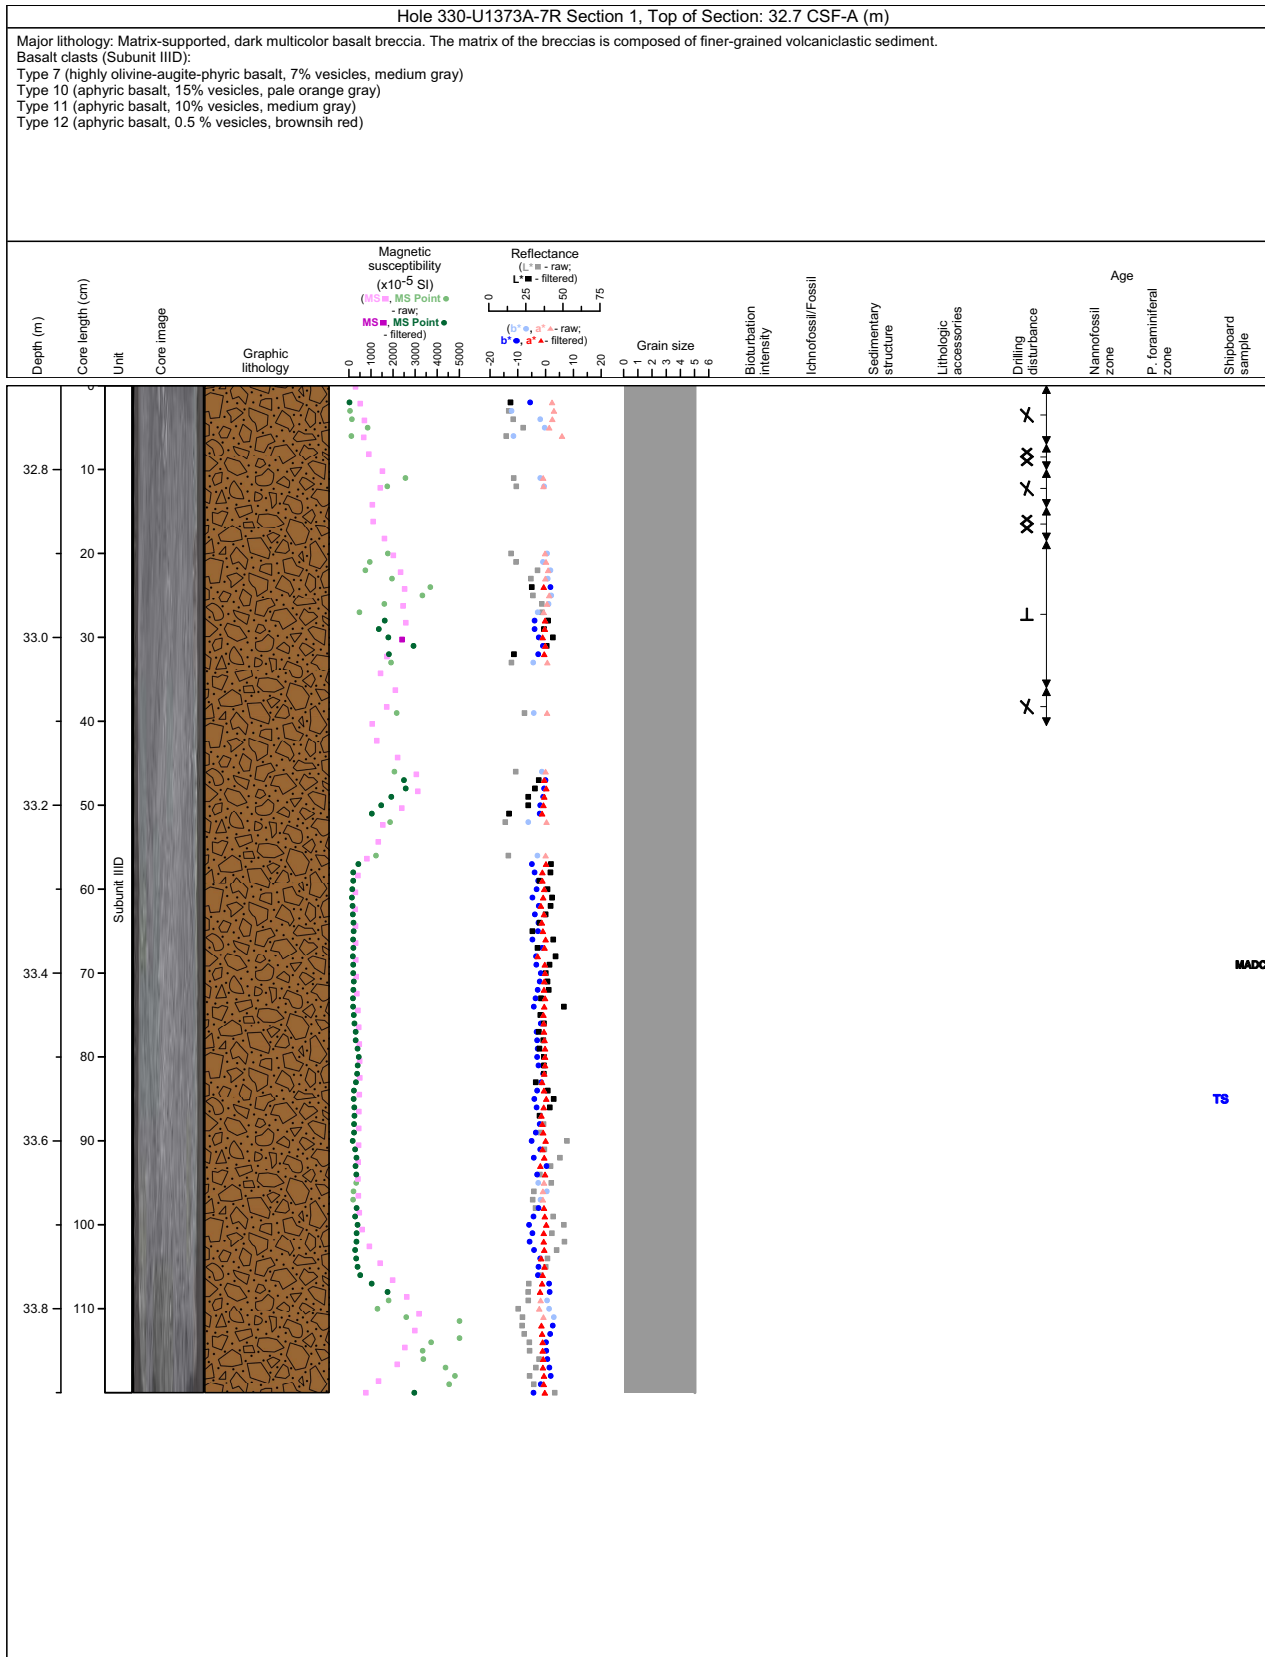 Hole 330-U1373A-7R Section 1, Top of Section: 32.7 CSF-A (m)
Major lithology: Matrix-supported, dark multicolor basalt breccia. The matrix of the breccias is composed of finer-grained volcaniclastic sediment.
Basalt clasts (Subunit IIID):
Type 7 (highly olivine-augite-phyric basalt, 7% vesicles, medium gray)
Type 10 (aphyric basalt, 15% vesicles, pale orange gray)
Type 11 (aphyric basalt, 10% vesicles, medium gray)
Type 12 (aphyric basalt, 0.5 % vesicles, brownsih red)
Depth (m)
Core length (cm)
Unit
Core image
Graphic
lithology
Magnetic
susceptibility
(x10-5 SI)
(MS, MS Point
- raw;
MS, MS Point
- filtered)
0 1000 2000 3000 4000 5000
Reflectance
(L* - raw;
L* - filtered)
0 25 50 75
(b*, a* - raw;
b*, a* - filtered)
-20 -10 0 10 20
Grain size
0 1 2 3 4 5 6
Bioturbation
intensity
Ichnofossil/Fossil
Sedimentary
structure
Lithologic
accessories
Drilling
disturbance
Age
Nannofossil
zone
P. foraminiferal
zone
Shipboard
sample
0
32.8 10
20
33.0 30
40
33.2 50
60
Subunit IIID
33.4 70
MADC
80
TS
33.6 90
100
33.8 110